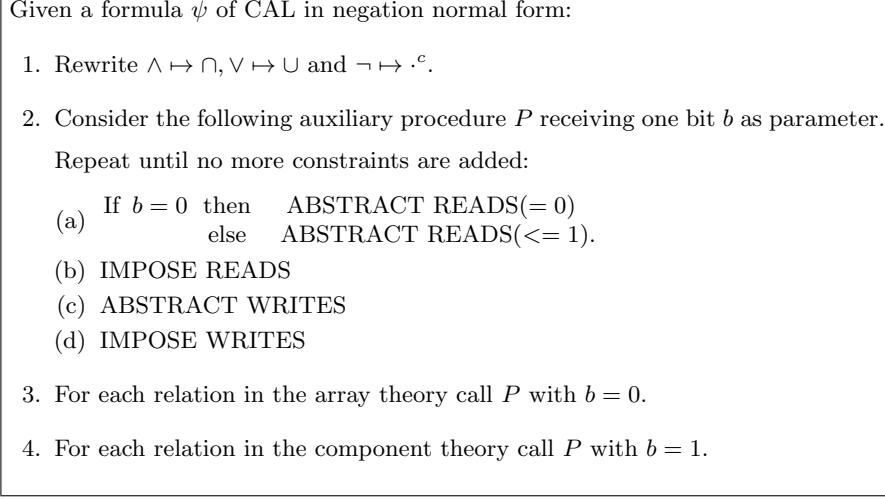 Given a formula ψ of CAL in negation normal form:
1. Rewrite ∧ ↦ ∩, ∨ ↦ ∪ and ¬ ↦ ·ᶜ.
2. Consider the following auxiliary procedure P receiving one bit b as parameter.
Repeat until no more constraints are added:
(a) If b = 0 then ABSTRACT READS(= 0)
else ABSTRACT READS(<= 1).
(b) IMPOSE READS
(c) ABSTRACT WRITES
(d) IMPOSE WRITES
3. For each relation in the array theory call P with b = 0.
4. For each relation in the component theory call P with b = 1.